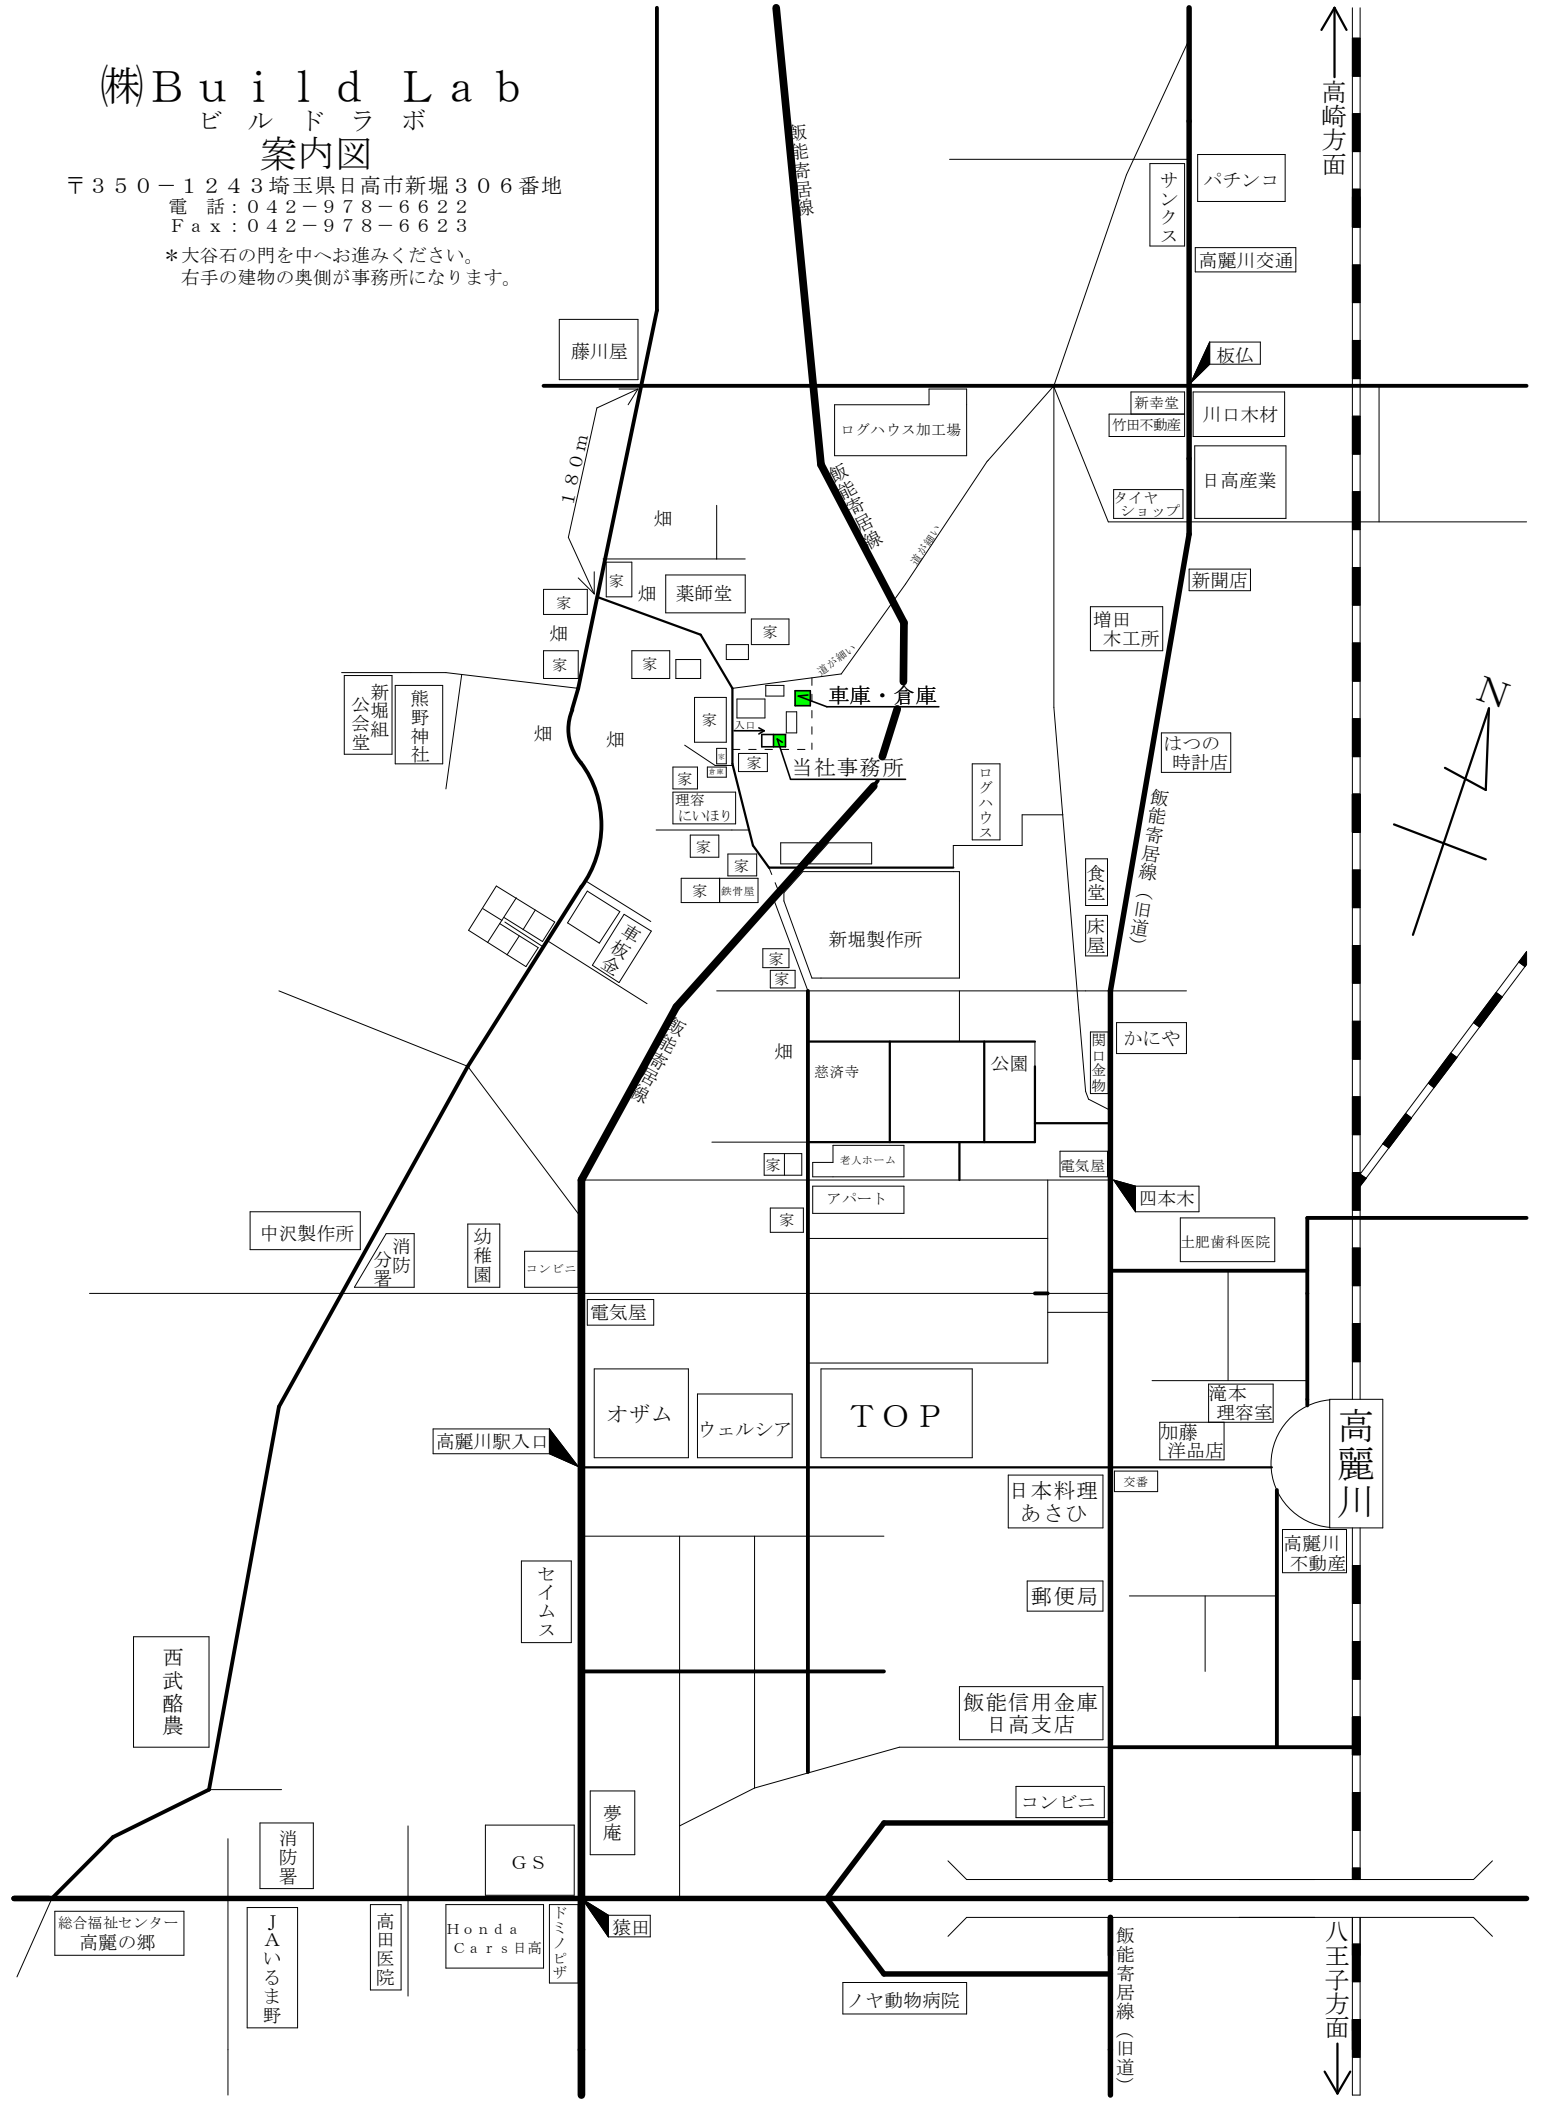 ㈱Ｂｕｉｌｄ Ｌａｂ
ビルドラボ
案内図
〒３５０－１２４３埼玉県日高市新堀３０６番地
電　話：０４２－９７８－６６２２
Ｆａｘ：０４２－９７８－６６２３
＊大谷石の門を中へお進みください。
右手の建物の奥側が事務所になります。
高崎方面
飯能寄居線
サンクス
パチンコ
高麗川交通
藤川屋
板仏
新幸堂
竹田不動産
川口木材
ログハウス加工場
１８０ｍ
日高産業
タイヤ
ショップ
飯能寄居線
畑
道が細い
家
畑
薬師堂
新聞店
家
畑
家
増田
木工所
家
家
道が細い
新堀組
公会堂
熊野神社
車庫・倉庫
家
入口
畑
畑
はつの
時計店
N
家
家
当社事務所
家
倉庫
ログハウス
理容
にいほり
飯能寄居線（旧道）
家
家
家
鉄骨屋
食堂
床屋
車板金
新堀製作所
家
家
飯能寄居線
関口金物
かにや
畑
慈済寺
公園
家
老人ホーム
電気屋
アパート
四本木
家
中沢製作所
消防
分署
幼稚園
コンビニ
土肥歯科医院
電気屋
オザム
ウェルシア
ＴＯＰ
滝本
理容室
加藤
洋品店
高麗川駅入口
高麗川
日本料理
あさひ
交番
高麗川
不動産
セイムス
郵便局
西武酪農
飯能信用金庫
日高支店
夢庵
コンビニ
消防署
ＧＳ
総合福祉センター
高麗の郷
ＪＡいるま野
高田医院
Ｈｏｎｄａ
Ｃａｒｓ日高
ドミノピザ
猿田
ノヤ動物病院
飯能寄居線（旧道）
八王子方面